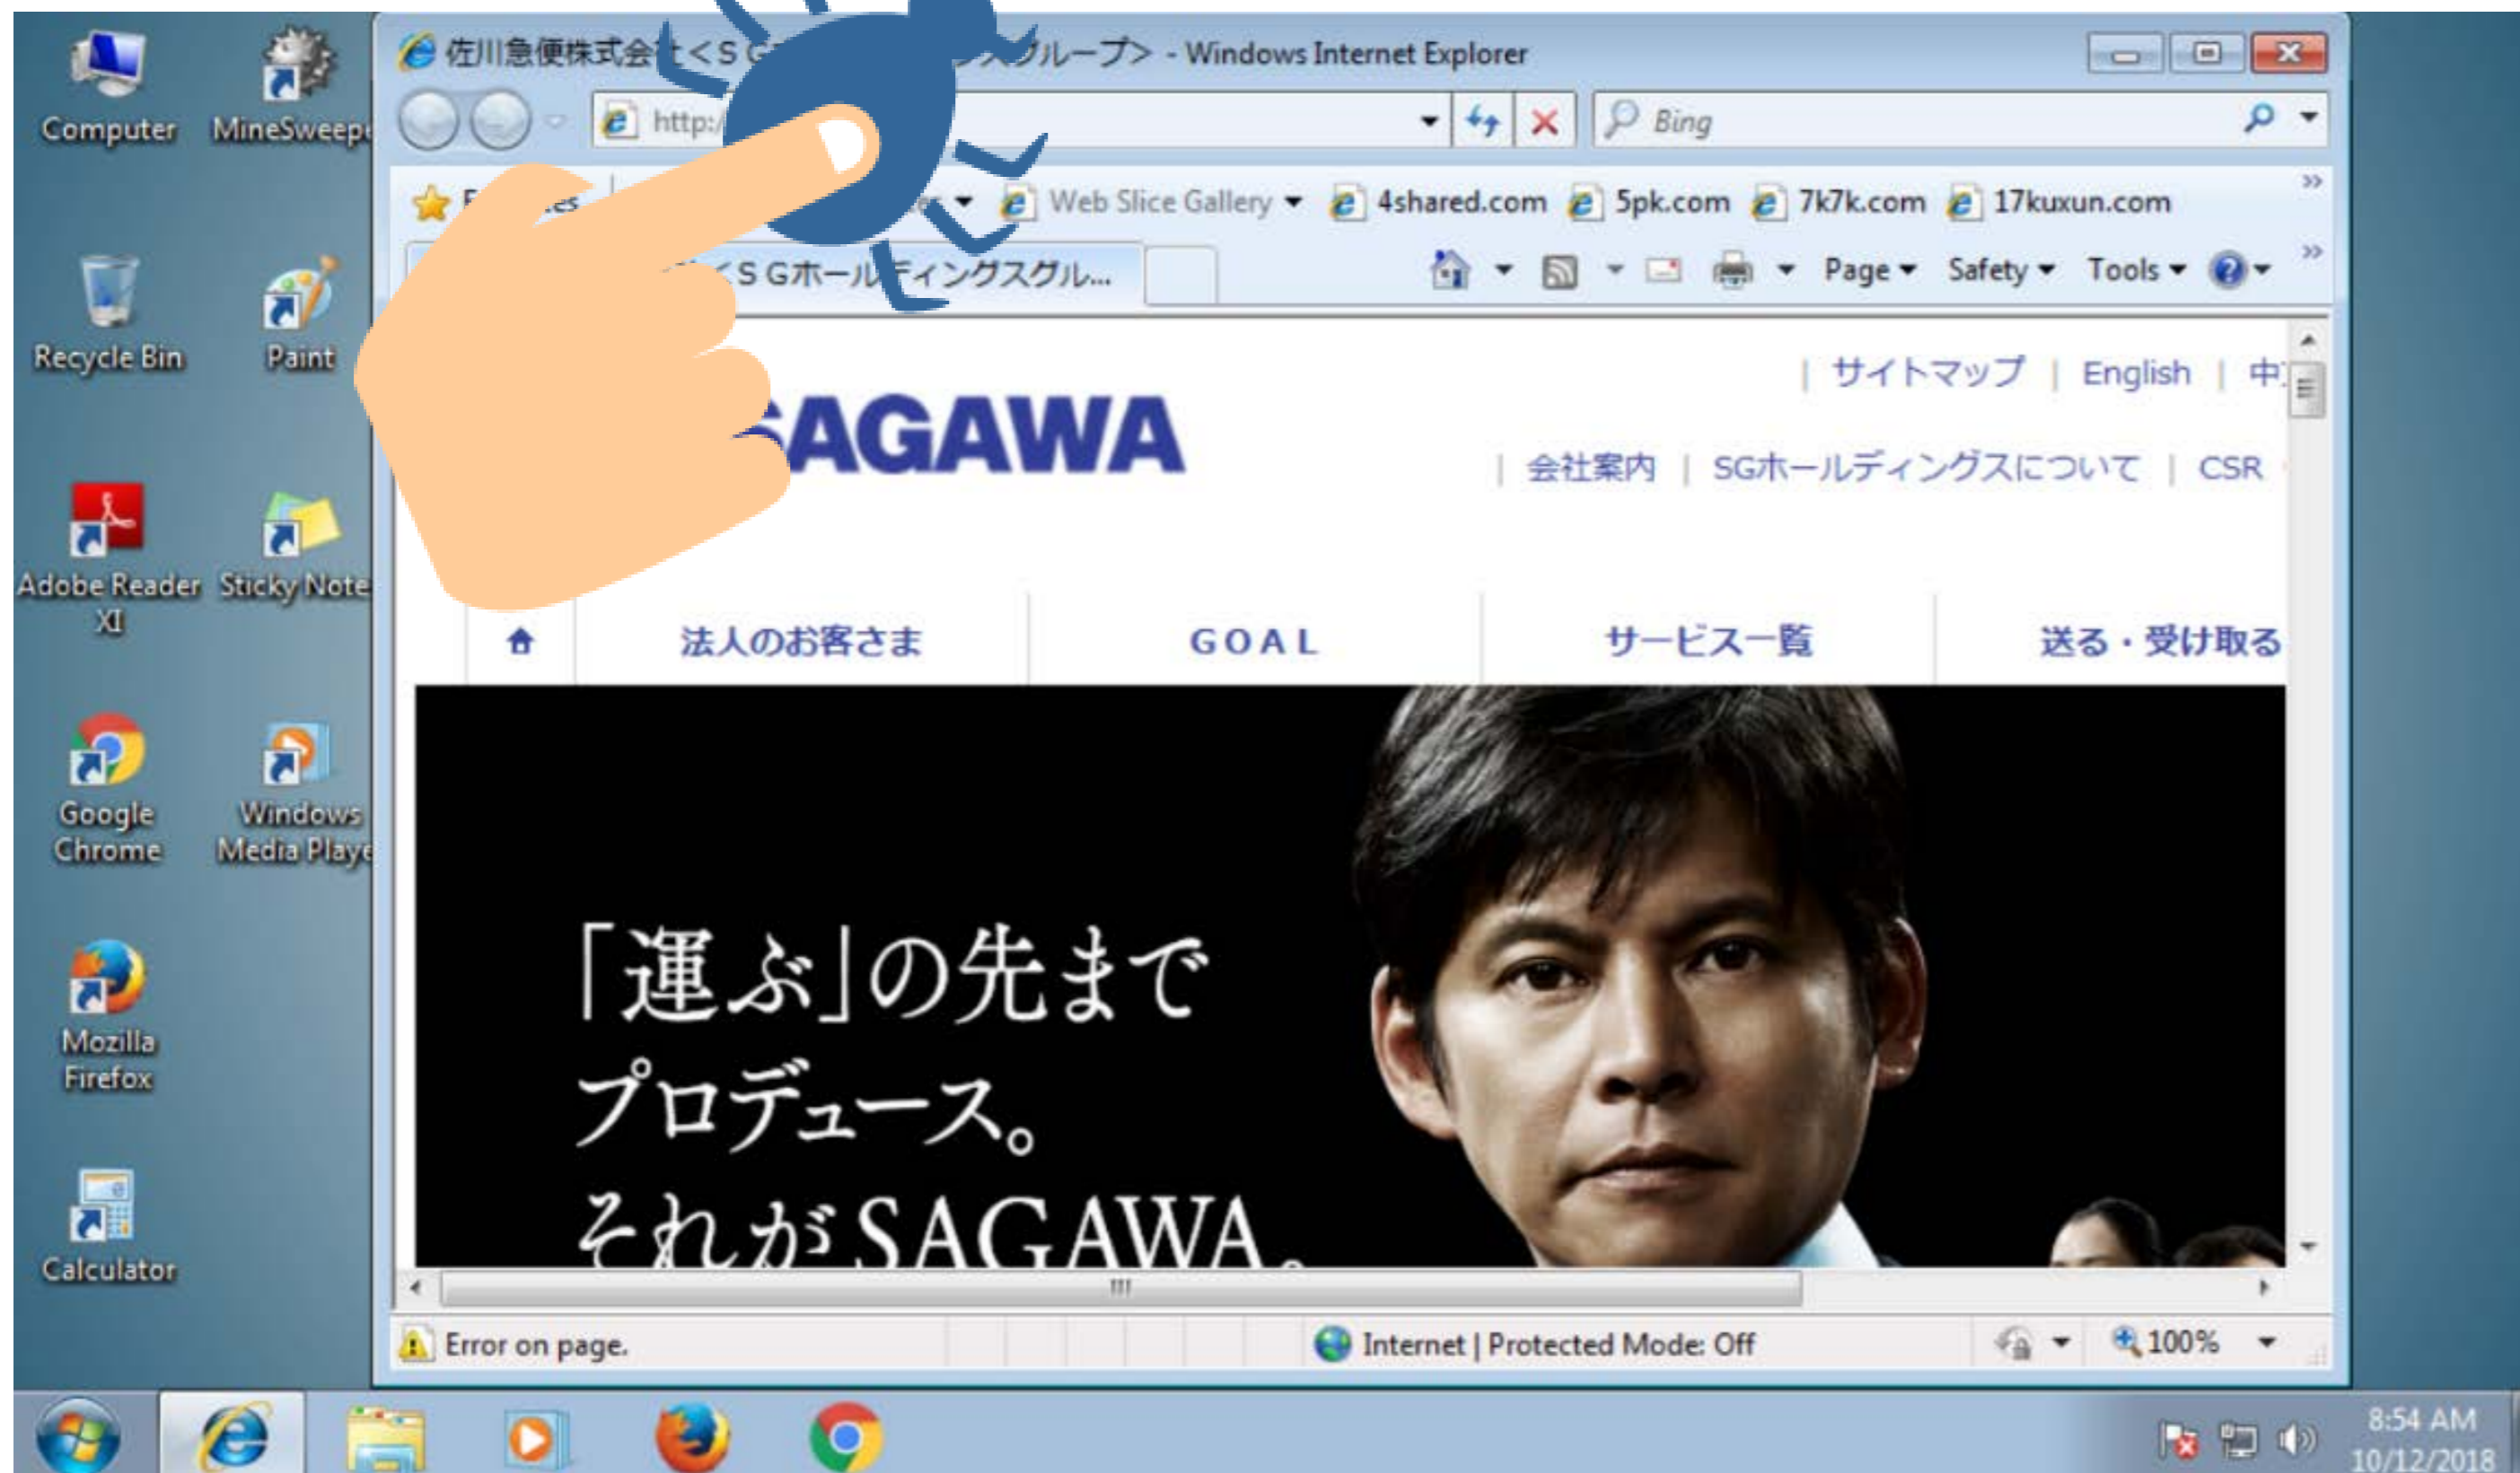 Computer
MineSweepe
Recycle Bin
Paint
Adobe Reader XI
Sticky Note
Google Chrome
Windows Media Playe
Mozilla Firefox
Calculator
佐川急便株式会社<SG グループ> - Windows Internet Explorer
http:/
Bing
Web Slice Gallery 4shared.com 5pk.com 7k7k.com 17kuxun.com
<SGホールディングスグル...
Page Safety Tools
SAGAWA
| サイトマップ | English |
| 会社案内 | SGホールディングスについて | CSR
法人のお客さま GOAL サービス一覧 送る・受け取る
「運ぶ」の先まで
プロデュース。
それがSAGAWA。
Error on page.
Internet | Protected Mode: Off
100%
8:54 AM
10/12/2018